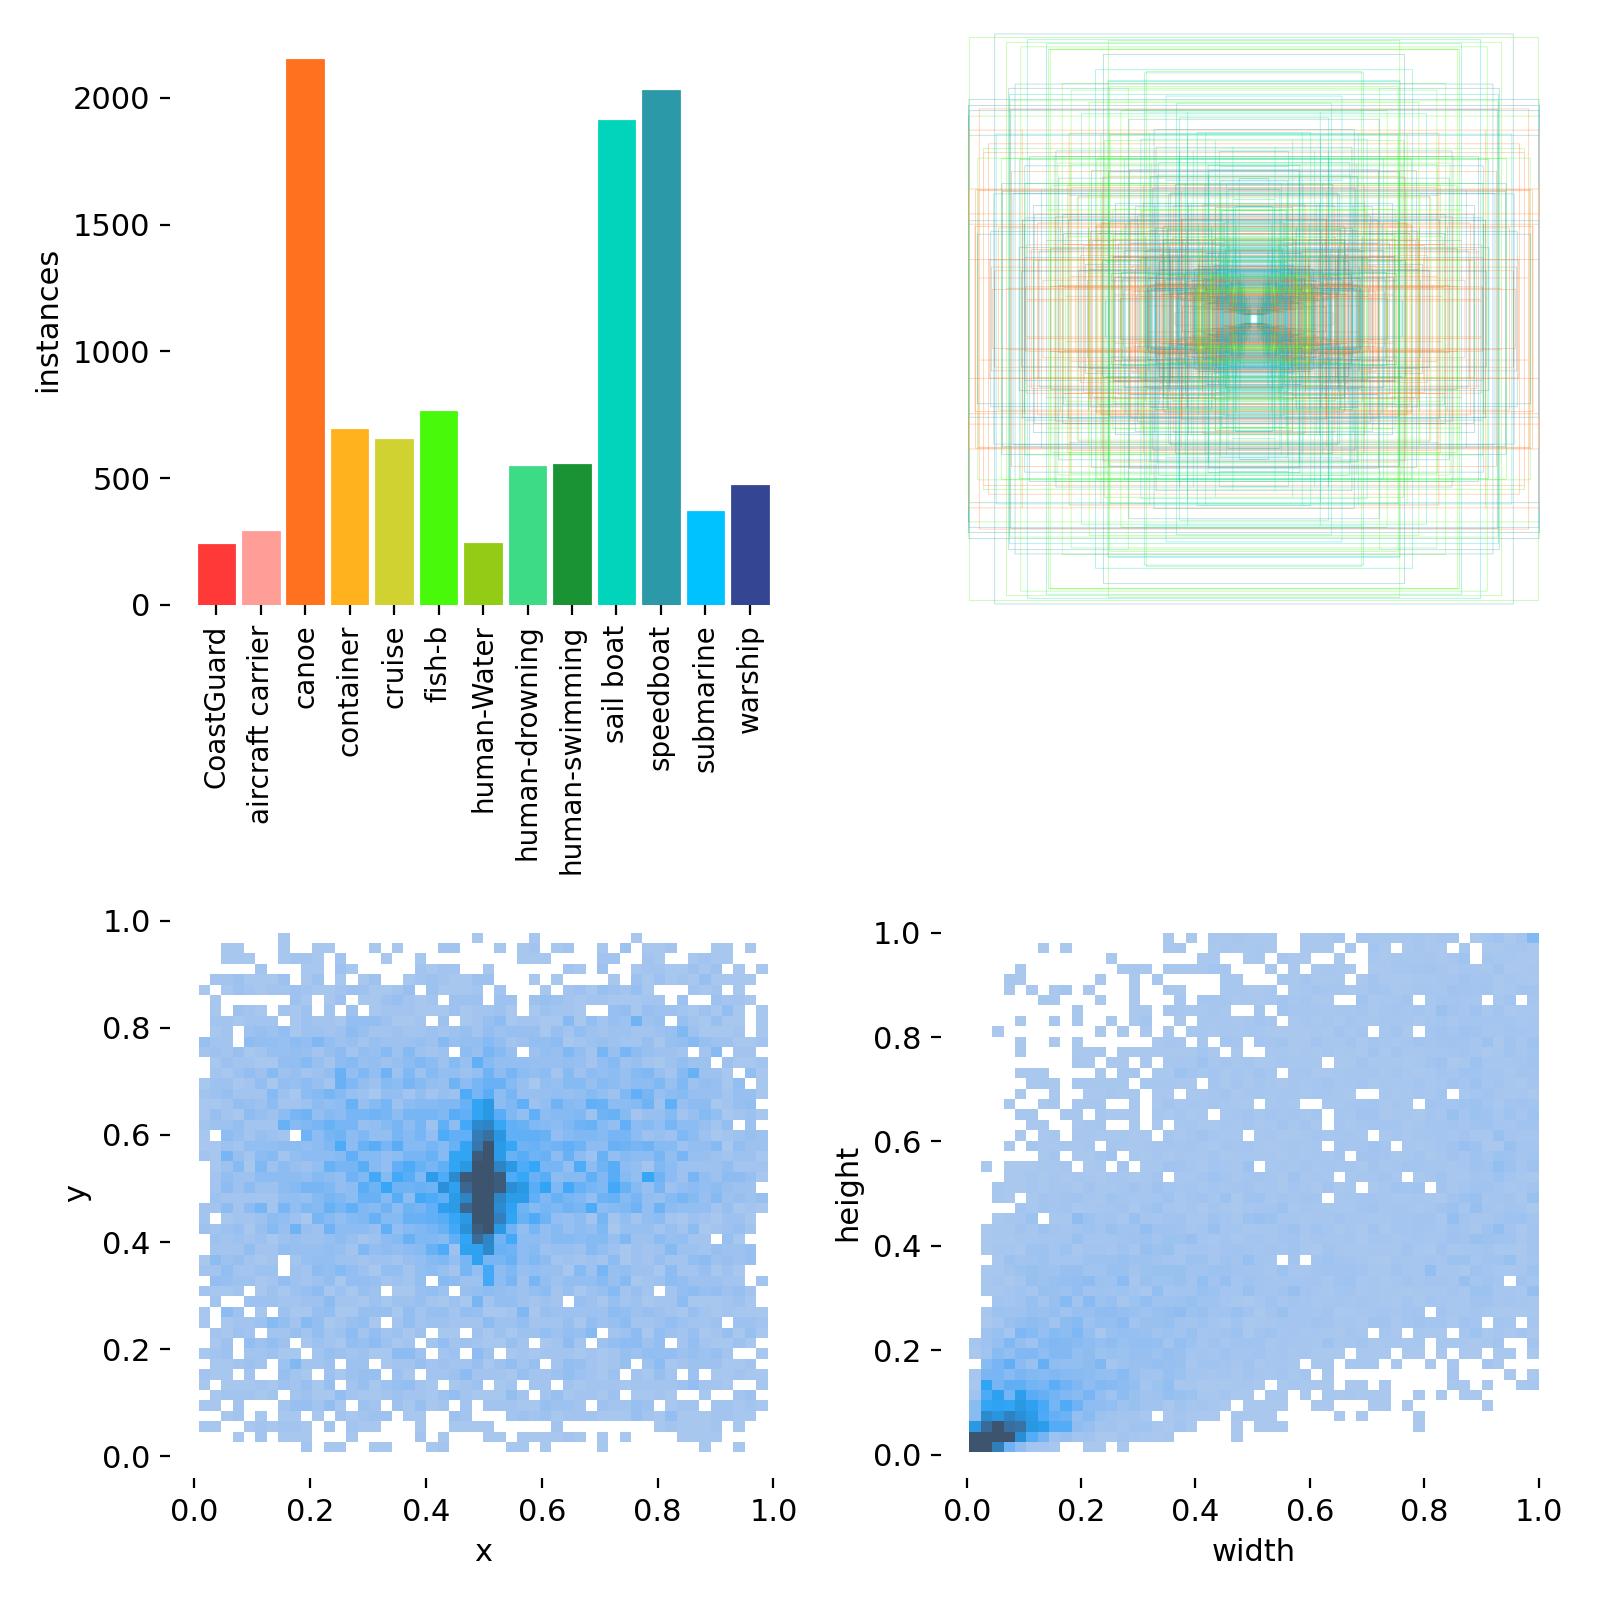 instances
2000
1500
1000
500
0
CoastGuard
aircraft carrier
canoe
container
cruise
fish-b
human-Water
human-drowning
human-swimming
sail boat
speedboat
submarine
warship
y
1.0
0.8
0.6
0.4
0.2
0.0
0.0 0.2 0.4 0.6 0.8 1.0
x
height
1.0
0.8
0.6
0.4
0.2
0.0
0.0 0.2 0.4 0.6 0.8 1.0
width